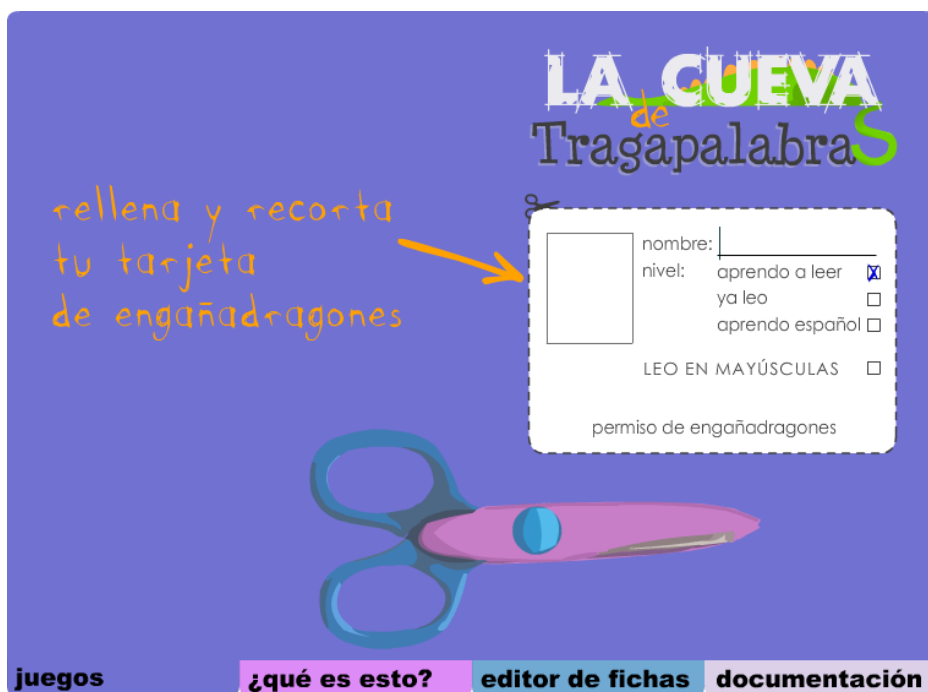 LA CUEVA
de
TragapalabraS
rellena y recorta
tu tarjeta
de engañadragones
nombre:
nivel: aprendo a leer
ya leo
aprendo español
LEO EN MAYÚSCULAS
permiso de engañadragones
juegos ¿qué es esto? editor de fichas documentación